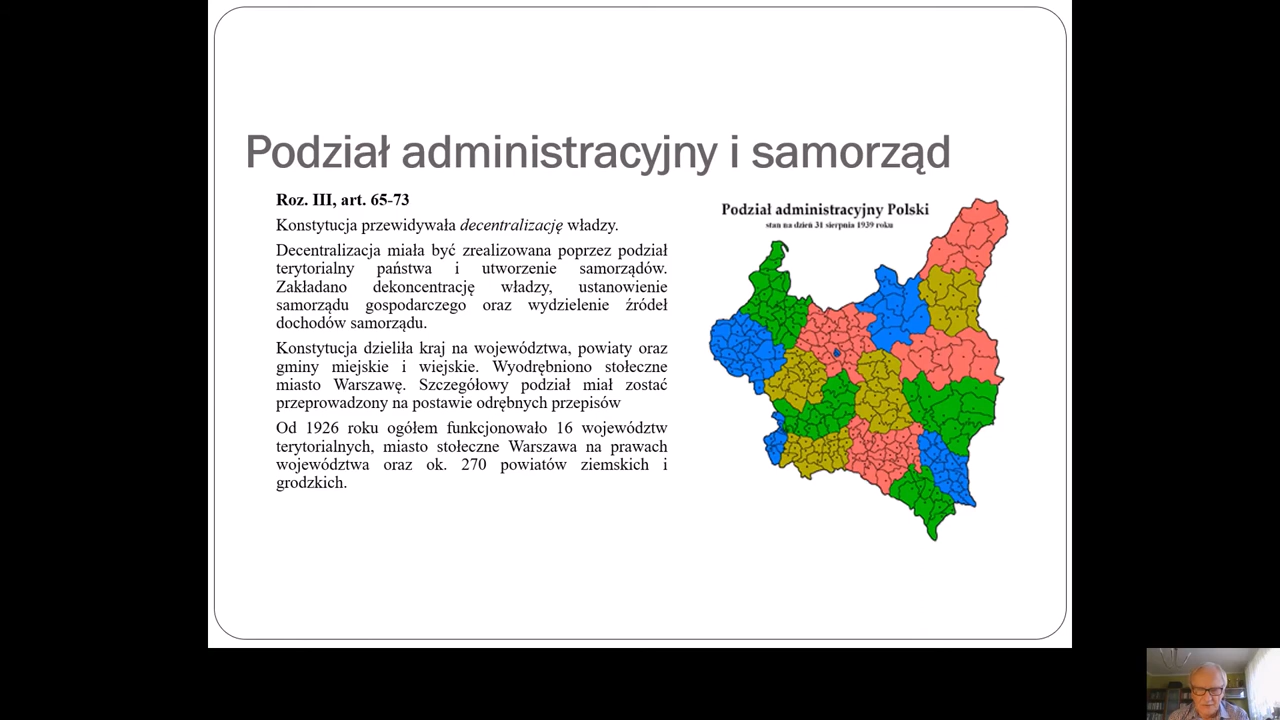 Podział administracyjny i samorząd
Roz. III, art. 65-73
Konstytucja przewidywała decentralizację władzy.
Decentralizacja miała być zrealizowana poprzez podział
terytorialny państwa i utworzenie samorządów.
Zakładano dekoncentrację władzy, ustanowienie
samorządu gospodarczego oraz wydzielenie źródeł
dochodów samorządu.
Konstytucja dzieliła kraj na województwa, powiaty oraz
gminy miejskie i wiejskie. Wyodrębniono stołeczne
miasto Warszawę. Szczegółowy podział miał zostać
przeprowadzony na postawie odrębnych przepisów
Od 1926 roku ogółem funkcjonowało 16 województw
terytorialnych, miasto stołeczne Warszawa na prawach
województwa oraz ok. 270 powiatów ziemskich i
grodzkich.
Podział administracyjny Polski
stan na dzień 31 sierpnia 1939 roku